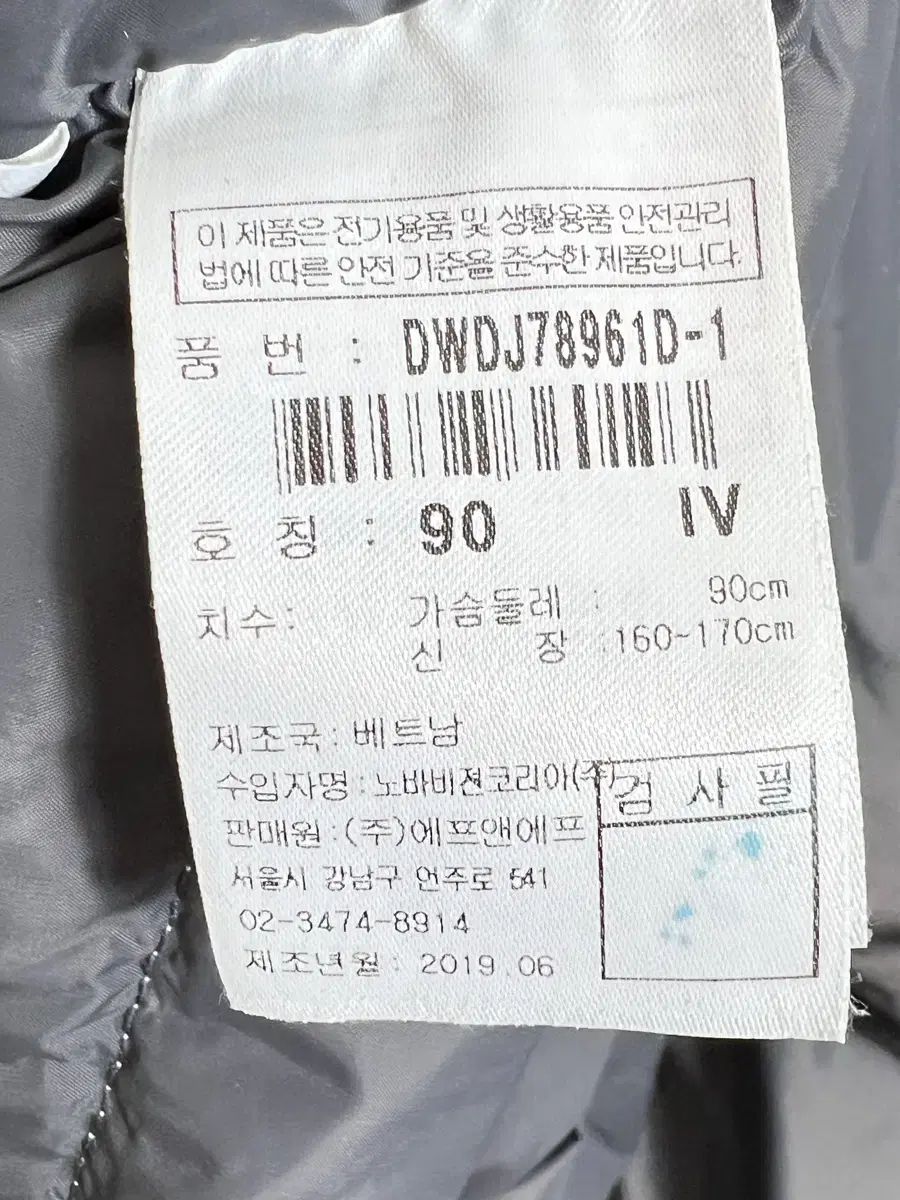 이 제품은 전기용품 및 생활용품 안전관리
법에 따른 안전 기준을 준수한 제품입니다.
품 번 : DWDJ78961D-1
호 칭 : 90 IV
치수: 가슴둘레 : 90cm
신 장 :160~170cm
제조국: 베트남
수입자명 : 노바비젼코리아(주)
검 사 필
판매원 :(주)에프앤에프
서울시 강남구 언주로 541
02-3474-8914
제조년월 : 2019.06